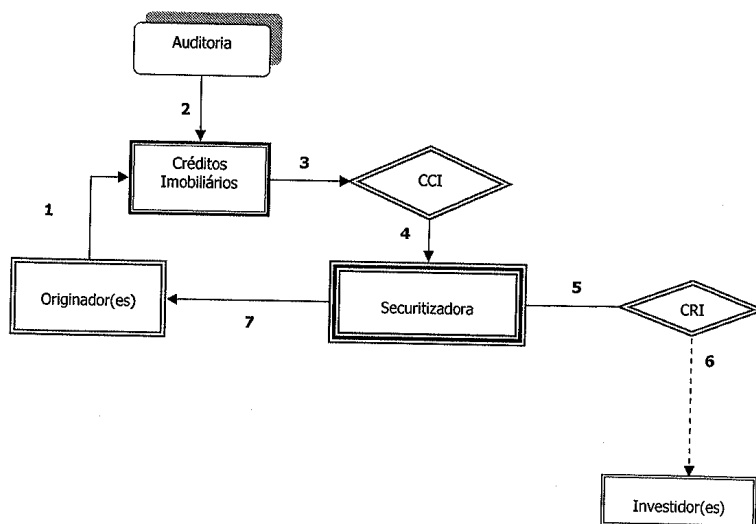 Auditoria
2
Créditos
Imobiliários
3
CCI
1
4
Originador(es)
7
Securitizadora
5
CRI
6
Investidor(es)